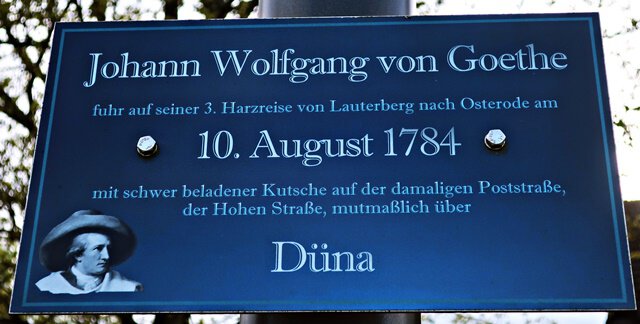 Johann Wolfgang von Goethe
fuhr auf seiner 3. Harzreise von Lauterberg nach Osterode am
10. August 1784
mit schwer beladener Kutsche auf der damaligen Poststraße,
der Hohen Straße, mutmaßlich über
Düna